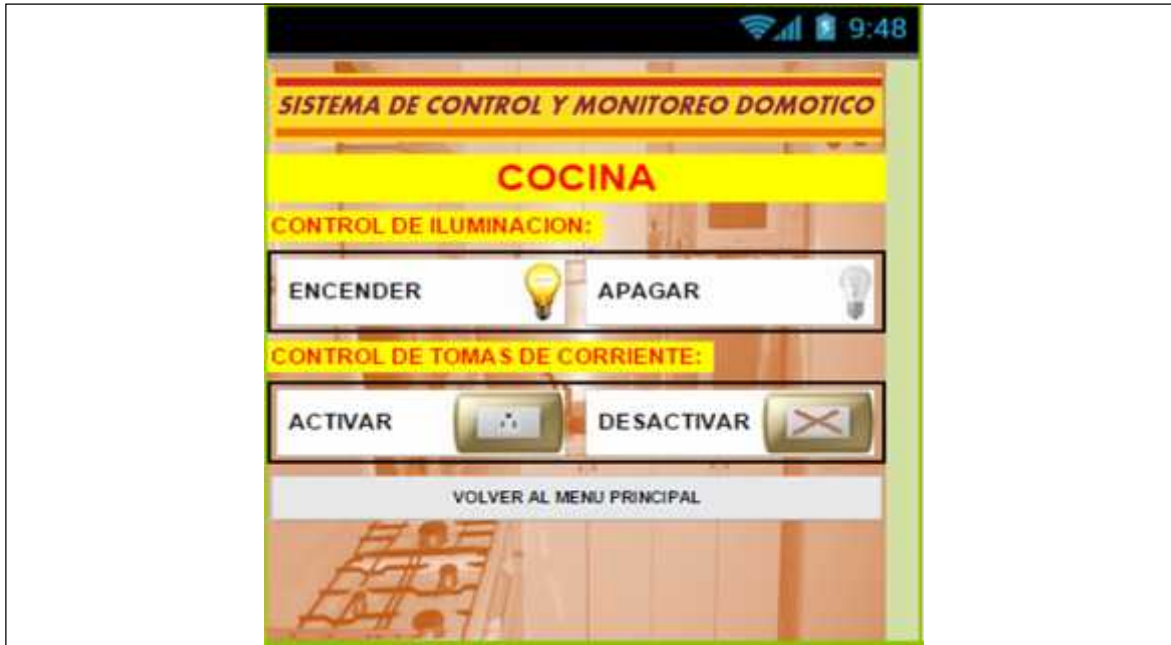 9:48
SISTEMA DE CONTROL Y MONITOREO DOMOTICO
COCINA
CONTROL DE ILUMINACION:
ENCENDER APAGAR
CONTROL DE TOMAS DE CORRIENTE:
ACTIVAR DESACTIVAR
VOLVER AL MENU PRINCIPAL